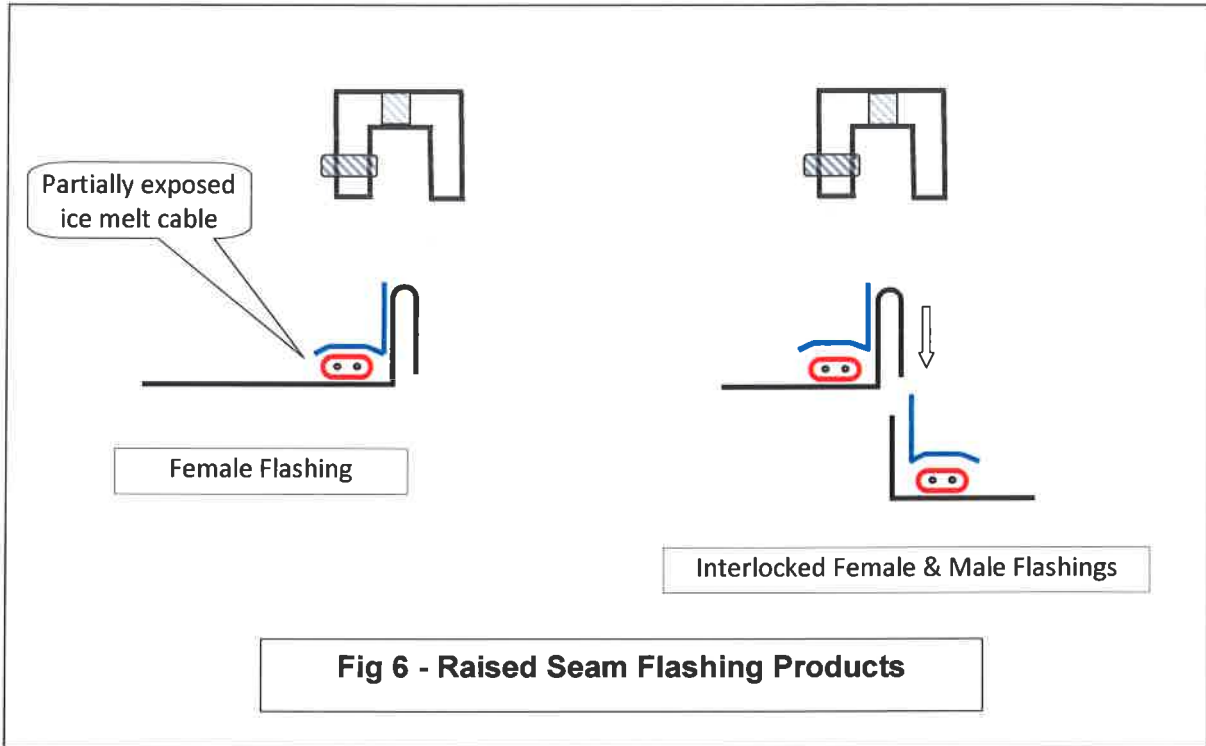 Partially exposed
ice melt cable
Female Flashing
Interlocked Female & Male Flashings
Fig 6 - Raised Seam Flashing Products